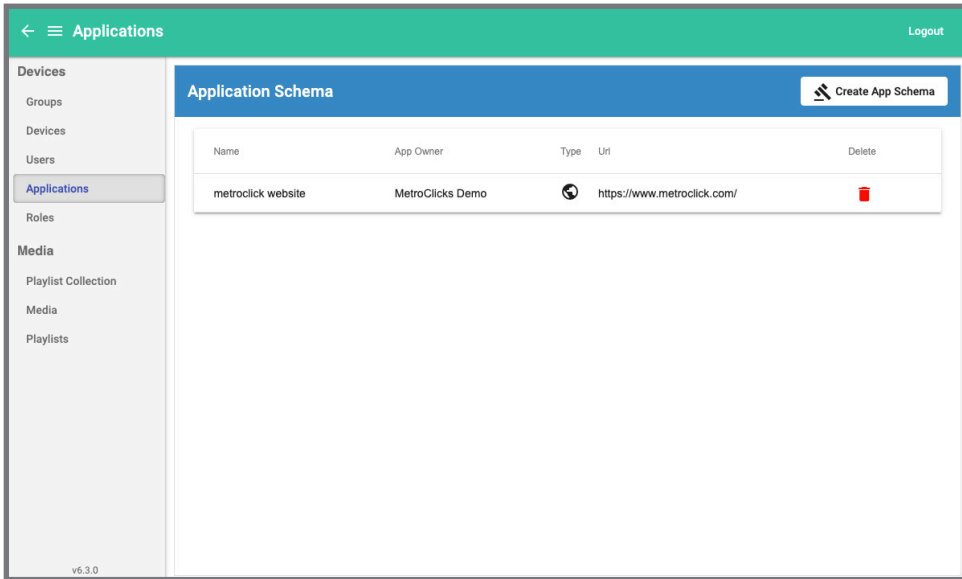 Applications
Logout
Devices
Groups
Devices
Users
Applications
Roles
Media
Playlist Collection
Media
Playlists
v6.3.0
Application Schema
Create App Schema
Name App Owner Type Url Delete
metroclick website MetroClicks Demo https://www.metroclick.com/